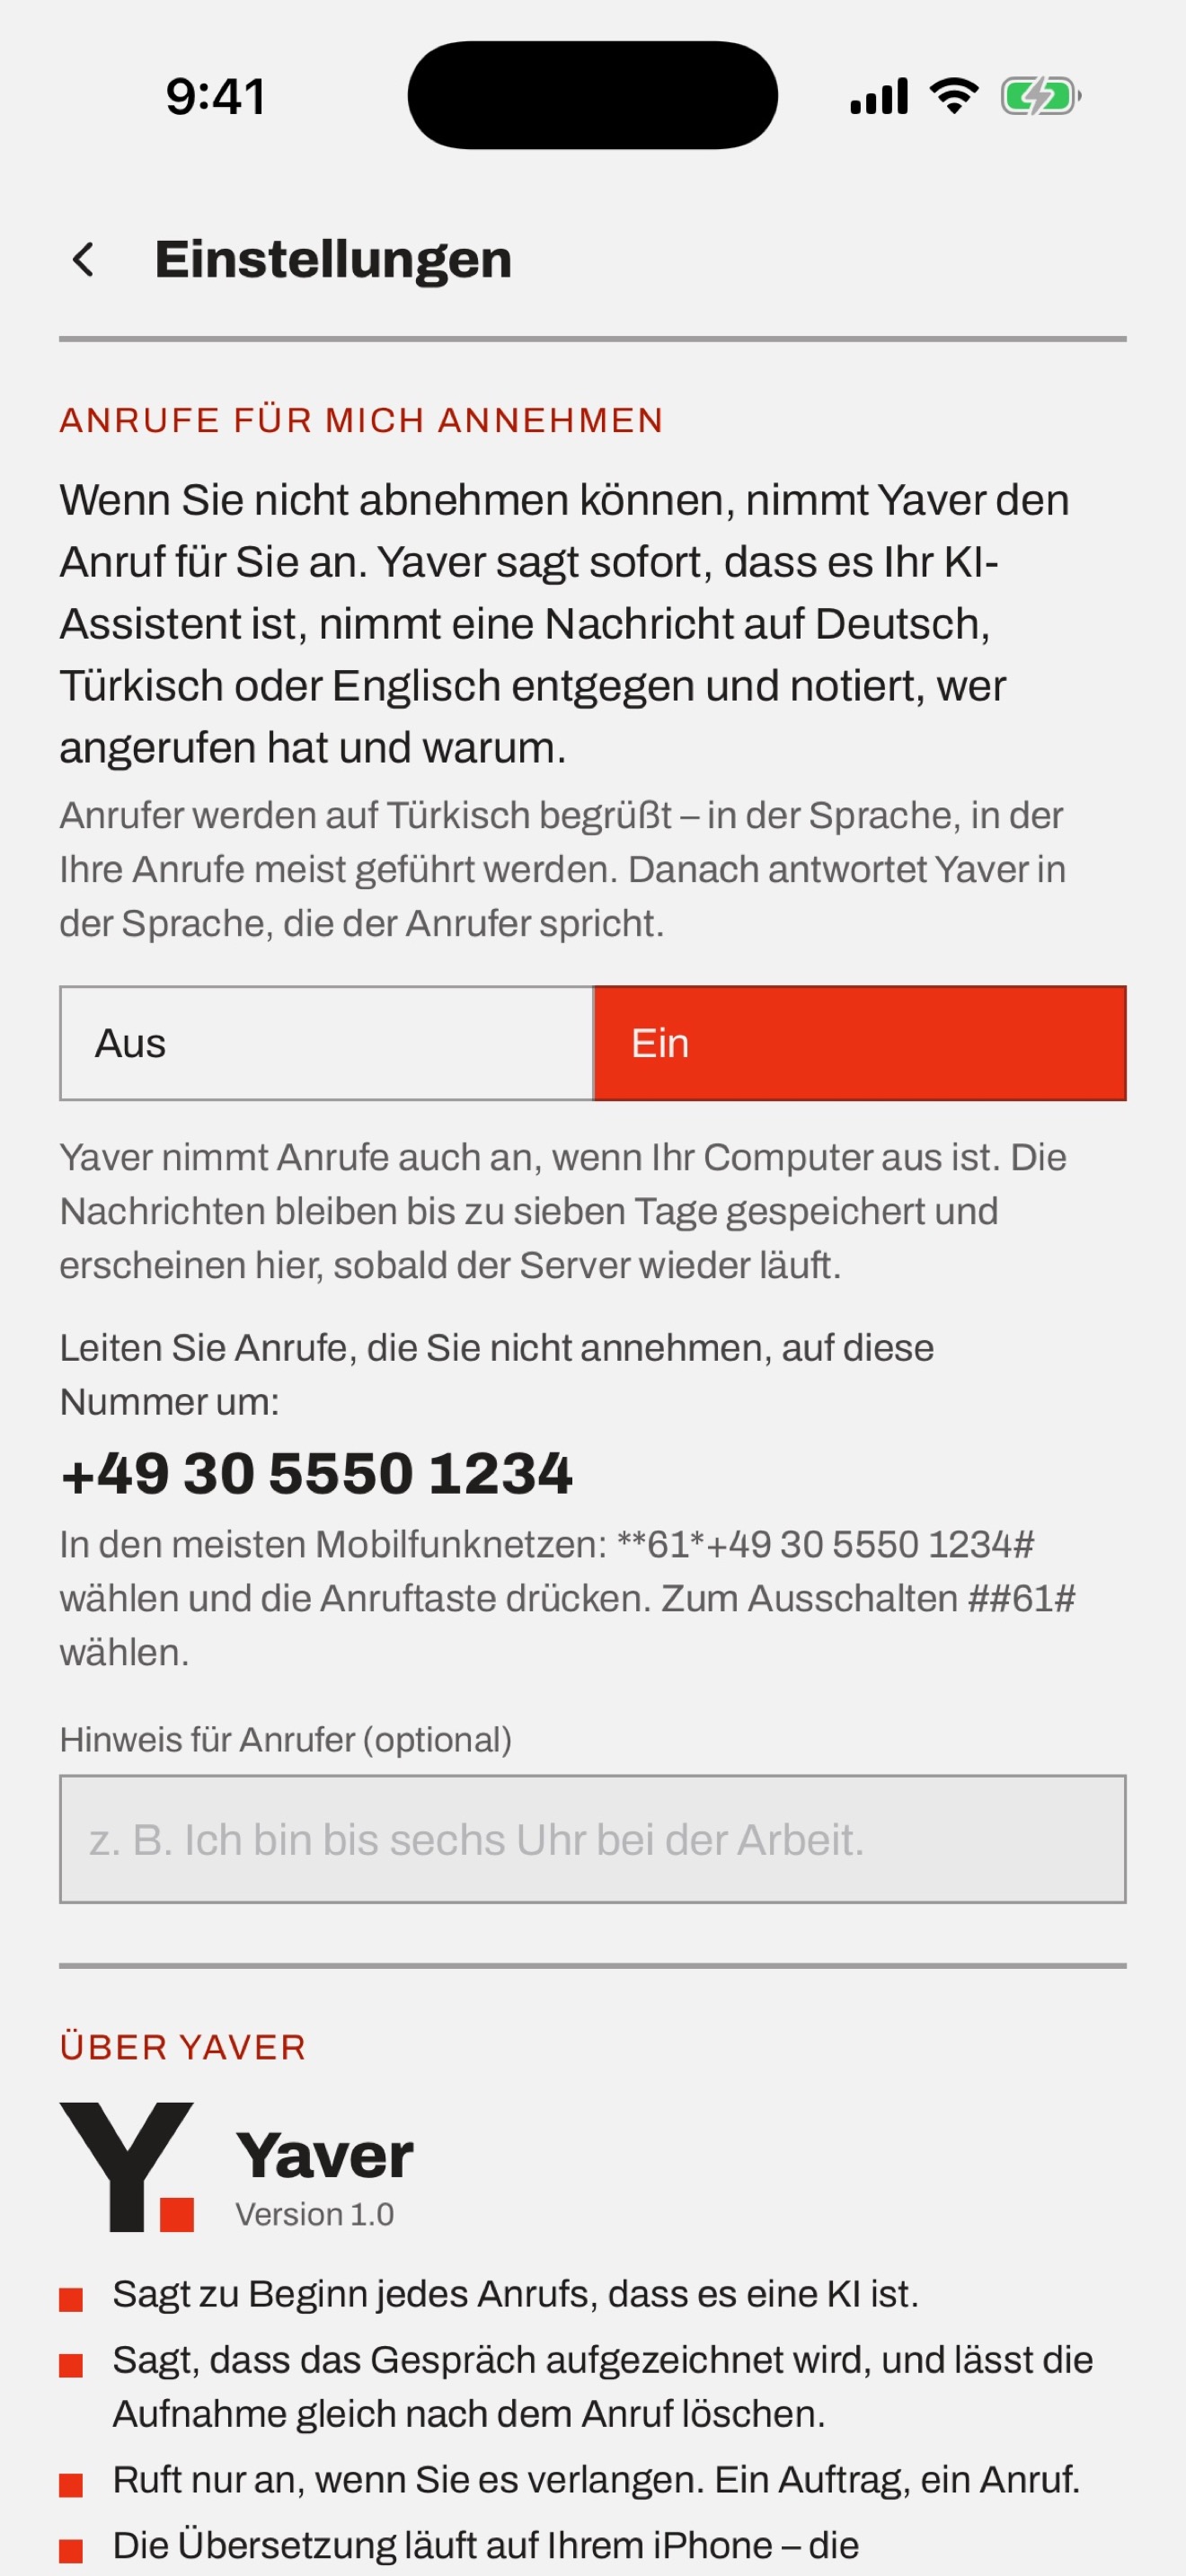 9:41
Einstellungen
ANRUFE FÜR MICH ANNEHMEN
Wenn Sie nicht abnehmen können, nimmt Yaver den
Anruf für Sie an. Yaver sagt sofort, dass es Ihr KI-
Assistent ist, nimmt eine Nachricht auf Deutsch,
Türkisch oder Englisch entgegen und notiert, wer
angerufen hat und warum.
Anrufer werden auf Türkisch begrüßt – in der Sprache, in der
Ihre Anrufe meist geführt werden. Danach antwortet Yaver in
der Sprache, die der Anrufer spricht.
Aus
Ein
Yaver nimmt Anrufe auch an, wenn Ihr Computer aus ist. Die
Nachrichten bleiben bis zu sieben Tage gespeichert und
erscheinen hier, sobald der Server wieder läuft.
Leiten Sie Anrufe, die Sie nicht annehmen, auf diese
Nummer um:
+49 30 5550 1234
In den meisten Mobilfunknetzen: **61*+49 30 5550 1234#
wählen und die Anruftaste drücken. Zum Ausschalten ##61#
wählen.
Hinweis für Anrufer (optional)
z. B. Ich bin bis sechs Uhr bei der Arbeit.
ÜBER YAVER
Y
Yaver
Version 1.0
Sagt zu Beginn jedes Anrufs, dass es eine KI ist.
Sagt, dass das Gespräch aufgezeichnet wird, und lässt die
Aufnahme gleich nach dem Anruf löschen.
Ruft nur an, wenn Sie es verlangen. Ein Auftrag, ein Anruf.
Die Übersetzung läuft auf Ihrem iPhone – die